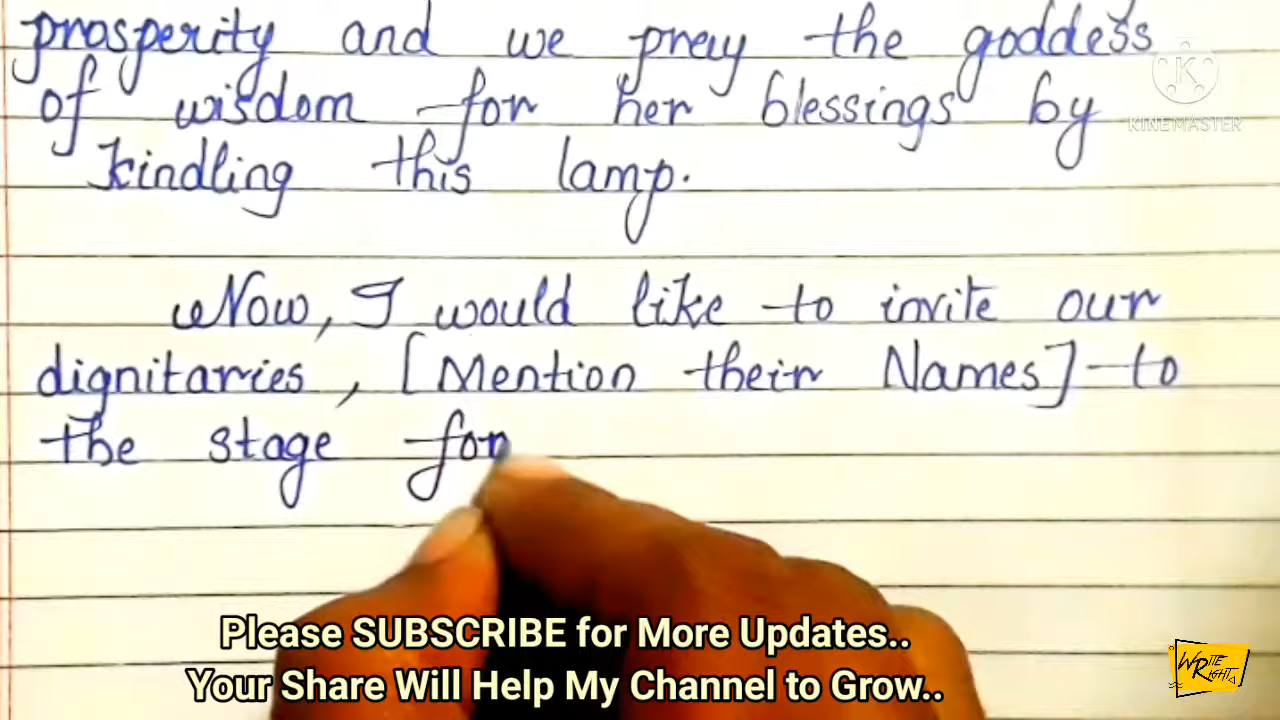 prosperity and we prey the goddess
of wisdom for her blessings by
kindling this lamp.
Now, I would like to invite our
dignitaries, [Mention their Names] to
the stage for
K
KINEMASTER
Please SUBSCRIBE for More Updates..
Your Share Will Help My Channel to Grow..
WRITE
RIGHT